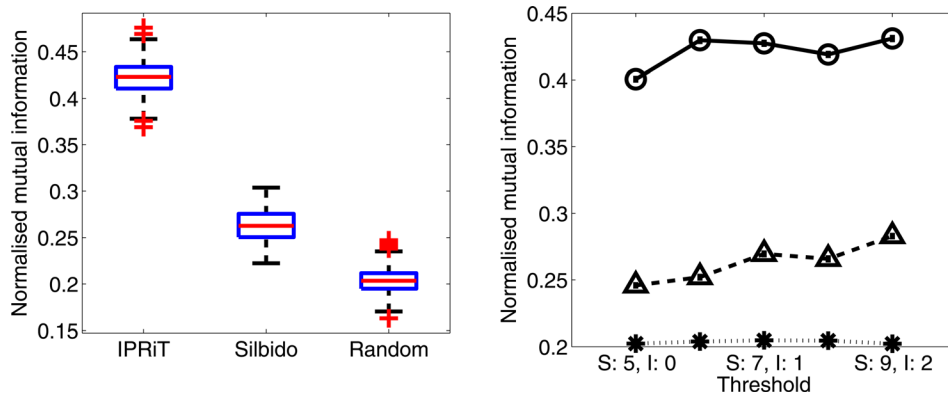 Normalised mutual information
0.45
0.4
0.35
0.3
0.25
0.2
0.15
IPRiT
Silbido
Random
Normalised mutual information
0.45
0.4
0.35
0.3
0.25
0.2
S: 5, I: 0
S: 7, I: 1
S: 9, I: 2
Threshold